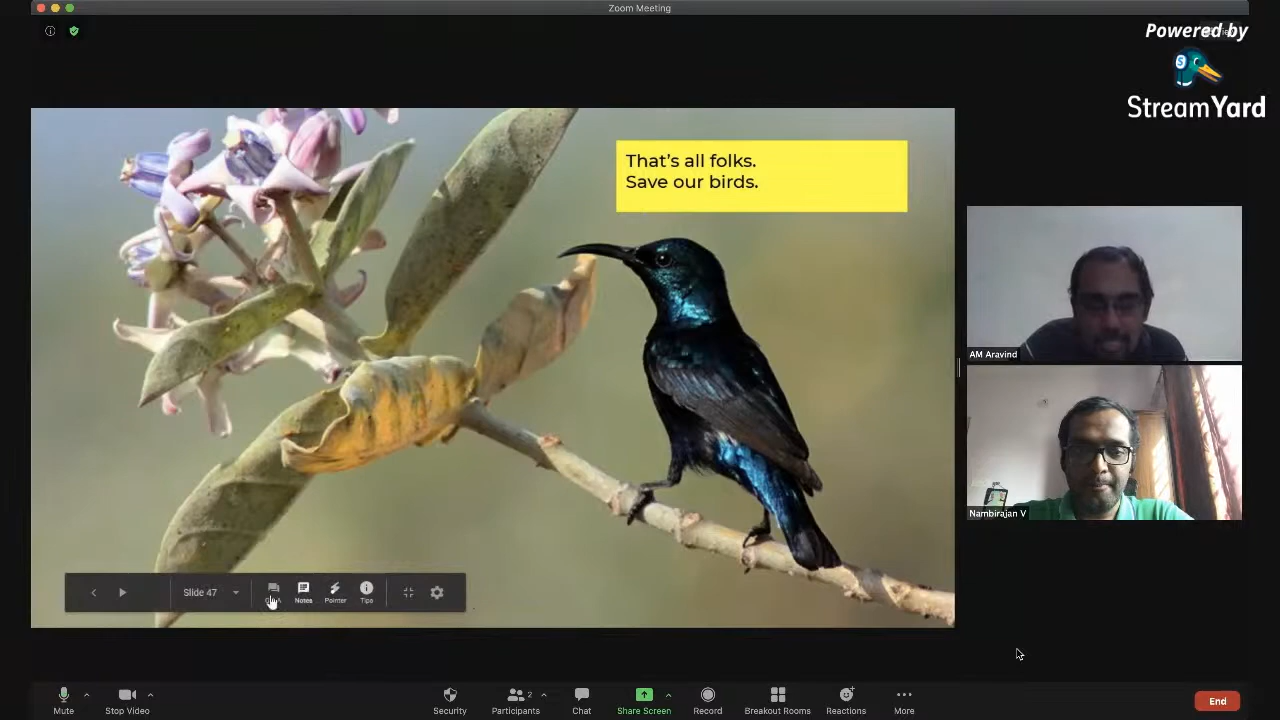 Zoom Meeting
Powered by
S
StreamYard
That's all folks.
Save our birds.
AM Aravind
Nambirajan V
Slide 47
Notes
Pointer
Tips
Mute
Stop Video
Security
Participants
2
Chat
Share Screen
Record
Breakout Rooms
Reactions
More
End